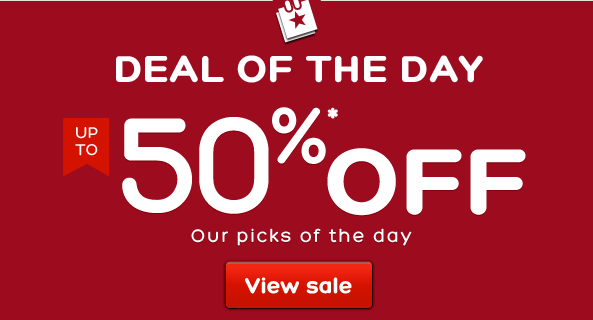 DEAL OF THE DAY
UP
TO
50%* OFF
Our picks of the day
View sale